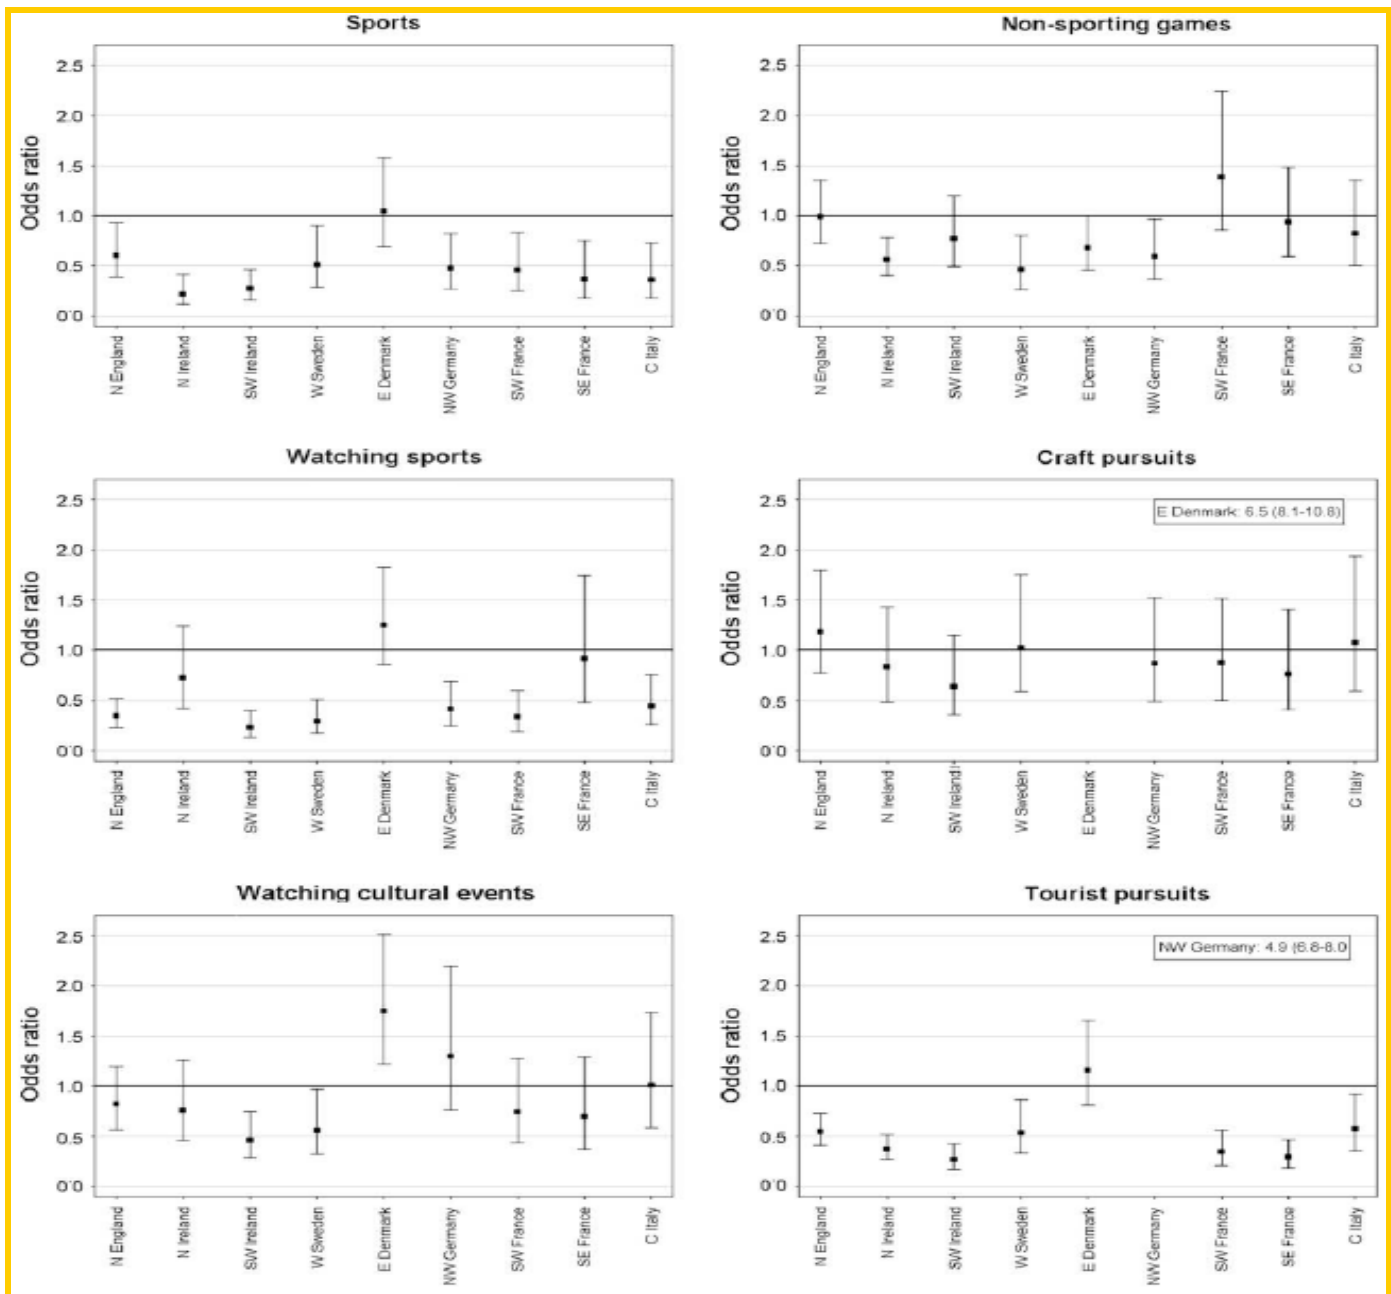 Sports
Odds ratio
2.5
2.0
1.5
1.0
0.5
0.0
N England
N Ireland
SW Ireland
W Sweden
E Denmark
NW Germany
SW France
SE France
C Italy
Non-sporting games
Odds ratio
2.5
2.0
1.5
1.0
0.5
0.0
N England
N Ireland
SW Ireland
W Sweden
E Denmark
NW Germany
SW France
SE France
C Italy
Watching sports
Odds ratio
2.5
2.0
1.5
1.0
0.5
0.0
N England
N Ireland
SW Ireland
W Sweden
E Denmark
NW Germany
SW France
SE France
C Italy
Craft pursuits
Odds ratio
2.5
2.0
1.5
1.0
0.5
0.0
E Denmark: 6.5 (8.1-10.8)
N England
N Ireland
SW Ireland
W Sweden
E Denmark
NW Germany
SW France
SE France
C Italy
Watching cultural events
Odds ratio
2.5
2.0
1.5
1.0
0.5
0.0
N England
N Ireland
SW Ireland
W Sweden
E Denmark
NW Germany
SW France
SE France
C Italy
Tourist pursuits
Odds ratio
2.5
2.0
1.5
1.0
0.5
0.0
NW Germany: 4.9 (6.8-8.0
N England
N Ireland
SW Ireland
W Sweden
E Denmark
NW Germany
SW France
SE France
C Italy